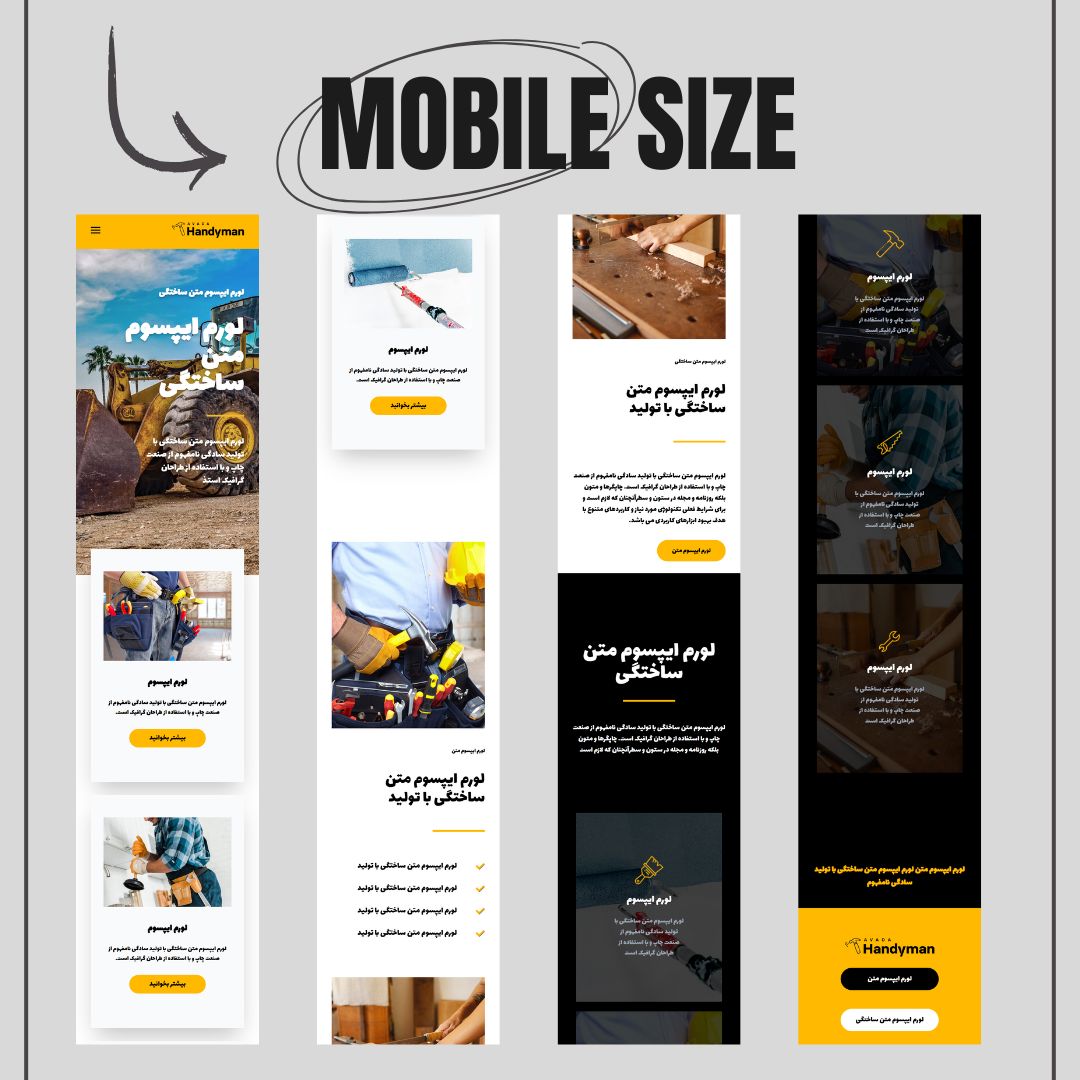 MOBILE SIZE
AVADA
Handyman
لورم ایپسوم متن ساختگی
لورم ایپسوم
متن
ساختگی
لورم ایپسوم متن ساختگی با
تولید سادگی نامفهوم از صنعت
چاپ و با استفاده از طراحان
گرافیک استذ
لورم ایپسوم
لورم ایپسوم متن ساختگی با تولید سادگی نامفهوم از
صنعت چاپ و با استفاده از طراحان گرافیک است.
بیشتر بخوانید
لورم ایپسوم
لورم ایپسوم متن ساختگی با تولید سادگی نامفهوم از
صنعت چاپ و با استفاده از طراحان گرافیک است.
بیشتر بخوانید
لورم ایپسوم
لورم ایپسوم متن ساختگی با تولید سادگی نامفهوم از
صنعت چاپ و با استفاده از طراحان گرافیک است.
بیشتر بخوانید
لورم ایپسوم متن
لورم ایپسوم متن
ساختگی با تولید
لورم ایپسوم متن ساختگی با تولید
لورم ایپسوم متن ساختگی با تولید
لورم ایپسوم متن ساختگی با تولید
لورم ایپسوم متن ساختگی با تولید
لورم ایپسوم متن ساختگی
لورم ایپسوم متن
ساختگی با تولید
لورم ایپسوم متن ساختگی با تولید سادگی نامفهوم از صنعت
چاپ و با استفاده از طراحان گرافیک است. چاپگرها و متون
بلکه روزنامه و مجله در ستون و سطرآنچنان که لازم است و
برای شرایط فعلی تکنولوژی مورد نیاز و کاربردهای متنوع با
هدف بهبود ابزارهای کاربردی می باشد.
لورم ایپسوم متن
لورم ایپسوم متن
ساختگی
لورم ایپسوم متن ساختگی با تولید سادگی نامفهوم از صنعت
چاپ و با استفاده از طراحان گرافیک است. چاپگرها و متون
بلکه روزنامه و مجله در ستون و سطرآنچنان که لازم است
لورم ایپسوم
لورم ایپسوم متن ساختگی با
تولید سادگی نامفهوم از
صنعت چاپ و با استفاده از
طراحان گرافیک است
لورم ایپسوم
لورم ایپسوم متن ساختگی با
تولید سادگی نامفهوم از
صنعت چاپ و با استفاده از
طراحان گرافیک است
لورم ایپسوم
لورم ایپسوم متن ساختگی با
تولید سادگی نامفهوم از
صنعت چاپ و با استفاده از
طراحان گرافیک است
لورم ایپسوم
لورم ایپسوم متن ساختگی با
تولید سادگی نامفهوم از
صنعت چاپ و با استفاده از
طراحان گرافیک است
لورم ایپسوم متن لورم ایپسوم متن ساختگی با تولید
سادگی نامفهوم
AVADA
Handyman
لورم ایپسوم متن
لورم ایپسوم متن ساختگی